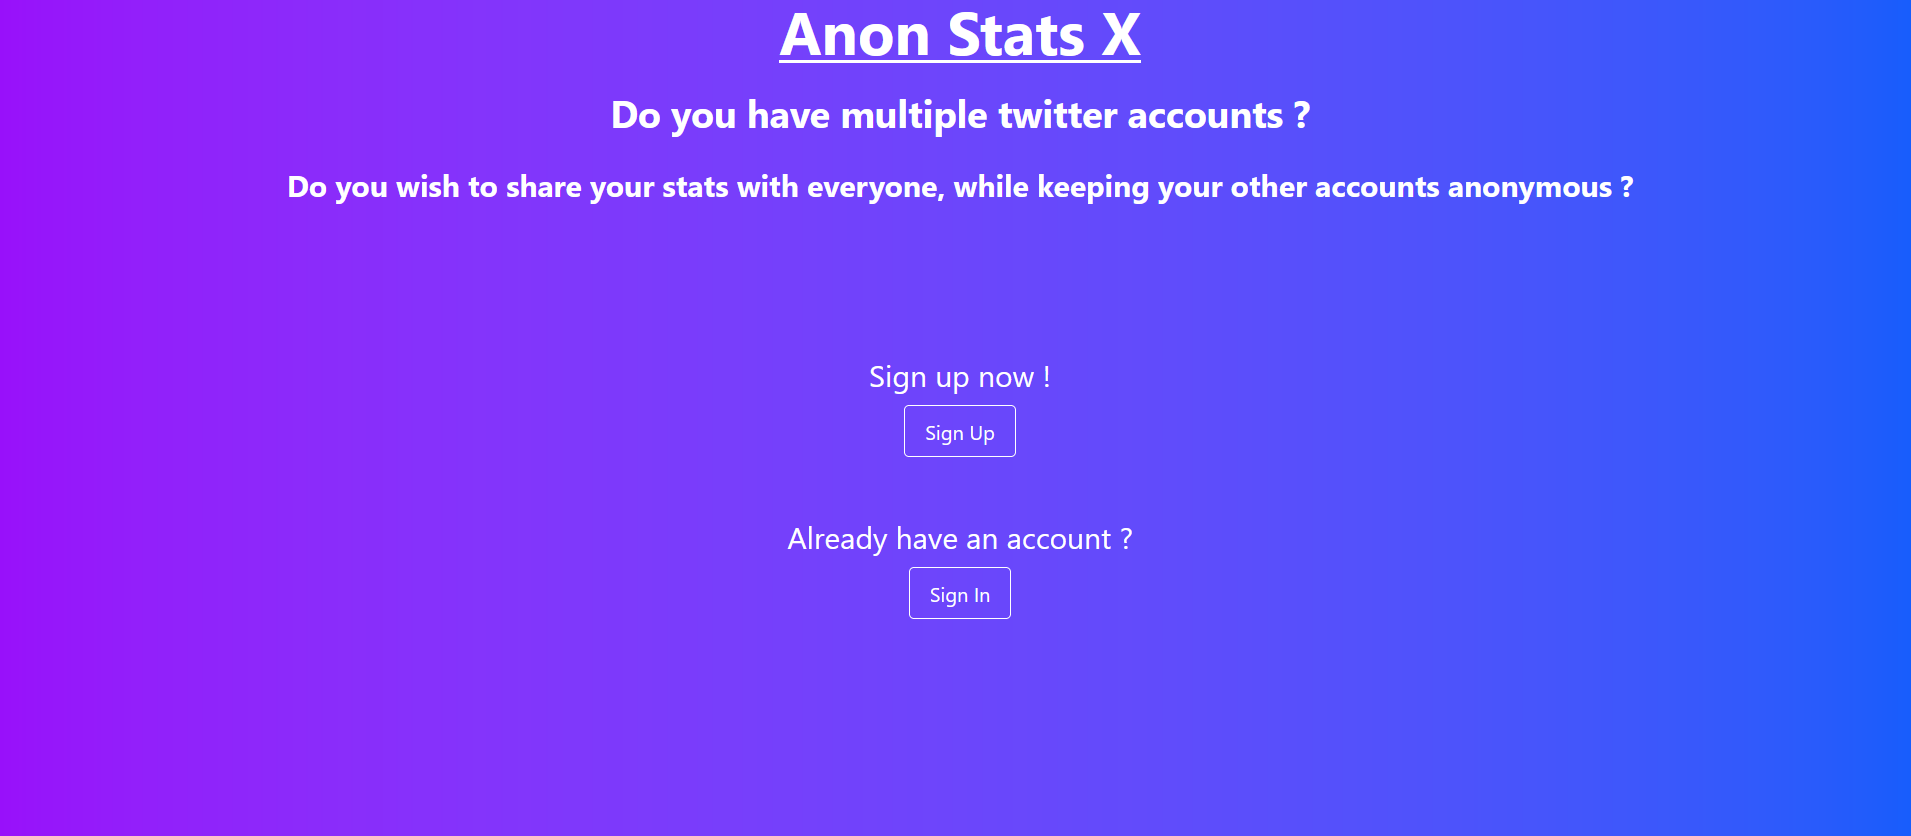 Anon Stats X
Do you have multiple twitter accounts ?
Do you wish to share your stats with everyone, while keeping your other accounts anonymous ?
Sign up now !
Sign Up
Already have an account ?
Sign In